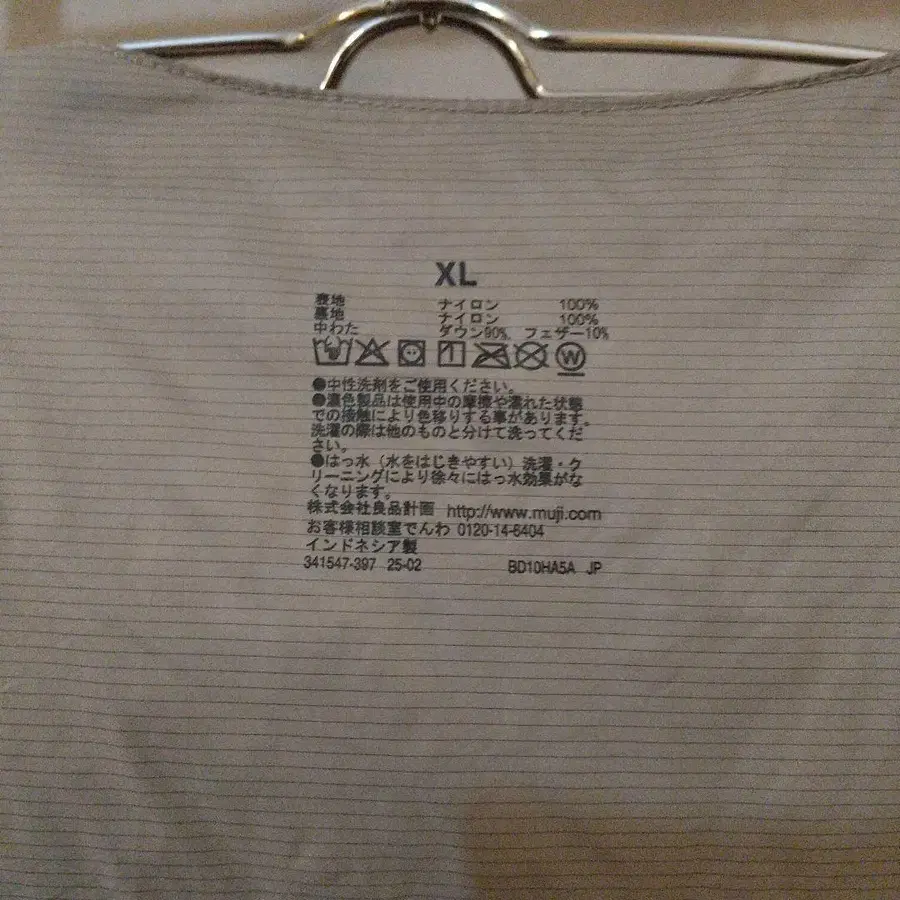 XL
表地 ナイロン 100%
裏地 ナイロン 100%
中わた ダウン90% フェザー10%
W
●中性洗剤をご使用ください。
●濃色製品は使用中の摩擦や濡れた状態
での接触により色移りする事があります。
洗濯の際は他のものと分けて洗ってくだ
さい。
●はっ水（水をはじきやすい）洗濯・ク
リーニングにより徐々にはっ水効果がな
くなります。
株式会社良品計画 http://www.muji.com
お客様相談室でんわ 0120-14-6404
インドネシア製
341547-397 25-02 BD10HA5A JP